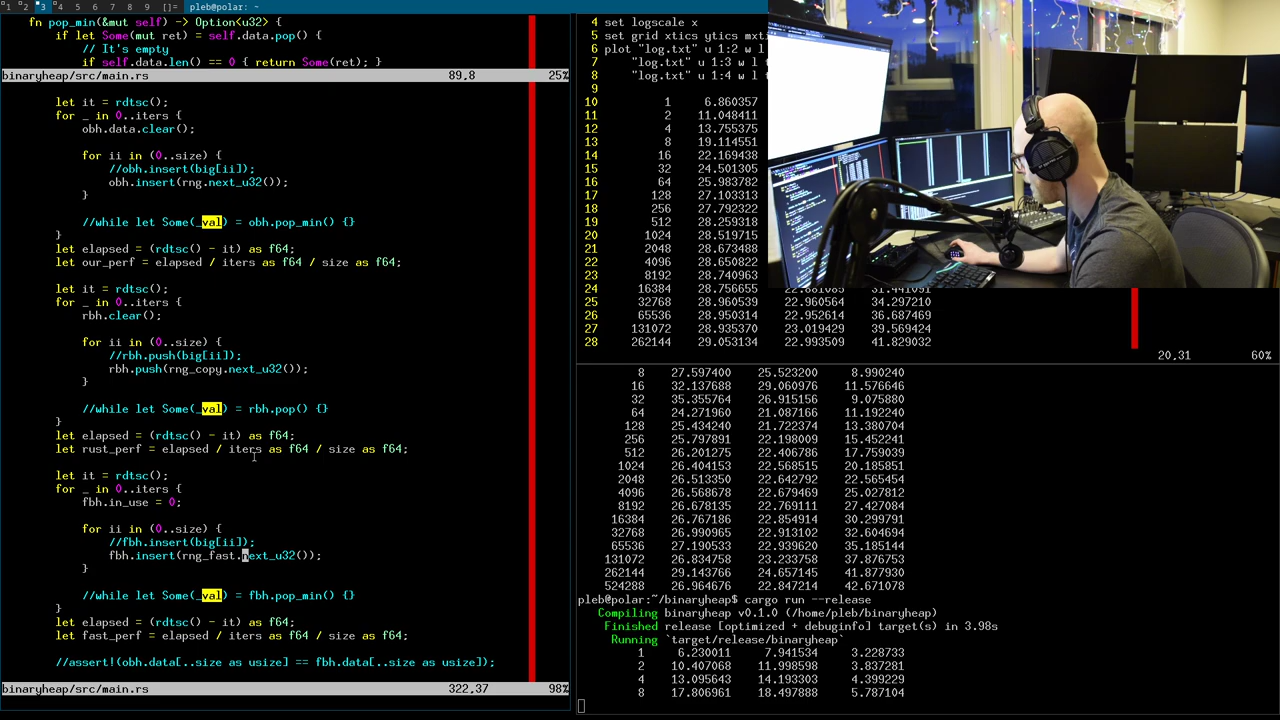 1 2 3 4 5 6 7 8 9 []= pleb@polar: ~
fn pop_min(&mut self) -> Option<u32> {
if let Some(mut ret) = self.data.pop() {
// It's empty
if self.data.len() == 0 { return Some(ret); }
binaryheap/src/main.rs 89,8 25%
let it = rdtsc();
for _ in 0..iters {
obh.data.clear();
for ii in (0..size) {
//obh.insert(big[ii]);
obh.insert(rng.next_u32());
}
//while let Some(_val) = obh.pop_min() {}
}
let elapsed = (rdtsc() - it) as f64;
let our_perf = elapsed / iters as f64 / size as f64;
let it = rdtsc();
for _ in 0..iters {
rbh.clear();
for ii in (0..size) {
//rbh.push(big[ii]);
rbh.push(rng_copy.next_u32());
}
//while let Some(_val) = rbh.pop() {}
}
let elapsed = (rdtsc() - it) as f64;
let rust_perf = elapsed / iters as f64 / size as f64;
let it = rdtsc();
for _ in 0..iters {
fbh.in_use = 0;
for ii in (0..size) {
//fbh.insert(big[ii]);
fbh.insert(rng_fast.next_u32());
}
//while let Some(_val) = fbh.pop_min() {}
}
let elapsed = (rdtsc() - it) as f64;
let fast_perf = elapsed / iters as f64 / size as f64;
//assert!(obh.data[..size as usize] == fbh.data[..size as usize]);
binaryheap/src/main.rs 322,37 98%
4 set logscale x
5 set grid xtics ytics
6 plot "log.txt" u 1:2 w l
7 "log.txt" u 1:3 w l
8 "log.txt" u 1:4 w l
9
10 1 6.860357
11 2 11.048411
12 4 13.755375
13 8 19.114551
14 16 22.169438
15 32 24.501305
16 64 25.983782
17 128 27.103313
18 256 27.792322
19 512 28.259318
20 1024 28.519715
21 2048 28.673488
22 4096 28.650822
23 8192 28.740963
24 16384 28.756655
25 32768 28.960539 22.960564 34.297210
26 65536 28.950314 22.952614 36.687469
27 131072 28.935370 23.019429 39.569424
28 262144 29.053134 22.993509 41.829032
20,31 60%
8 27.597400 25.523200 8.990240
16 32.137688 29.060976 11.576646
32 35.355764 26.915156 9.075880
64 24.271960 21.087166 11.192240
128 25.434240 21.722374 13.380704
256 25.797891 22.198009 15.452241
512 26.201275 22.406786 17.759039
1024 26.404153 22.568515 20.185851
2048 26.513350 22.642792 22.565454
4096 26.568678 22.679469 25.027812
8192 26.678135 22.769111 27.427084
16384 26.767186 22.854914 30.299791
32768 26.990965 22.913032 32.604694
65536 27.190533 22.939620 35.185144
131072 26.834758 23.233758 37.876753
262144 29.143766 24.657145 41.877930
524288 26.964676 22.847214 42.671078
pleb@polar:~/binaryheap$ cargo run --release
Compiling binaryheap v0.1.0 (/home/pleb/binaryheap)
Finished release [optimized + debuginfo] target(s) in 3.98s
Running `target/release/binaryheap`
1 6.230011 7.941534 3.228733
2 10.407068 11.998598 3.837281
4 13.095643 14.193303 4.399229
8 17.806961 18.497888 5.787104